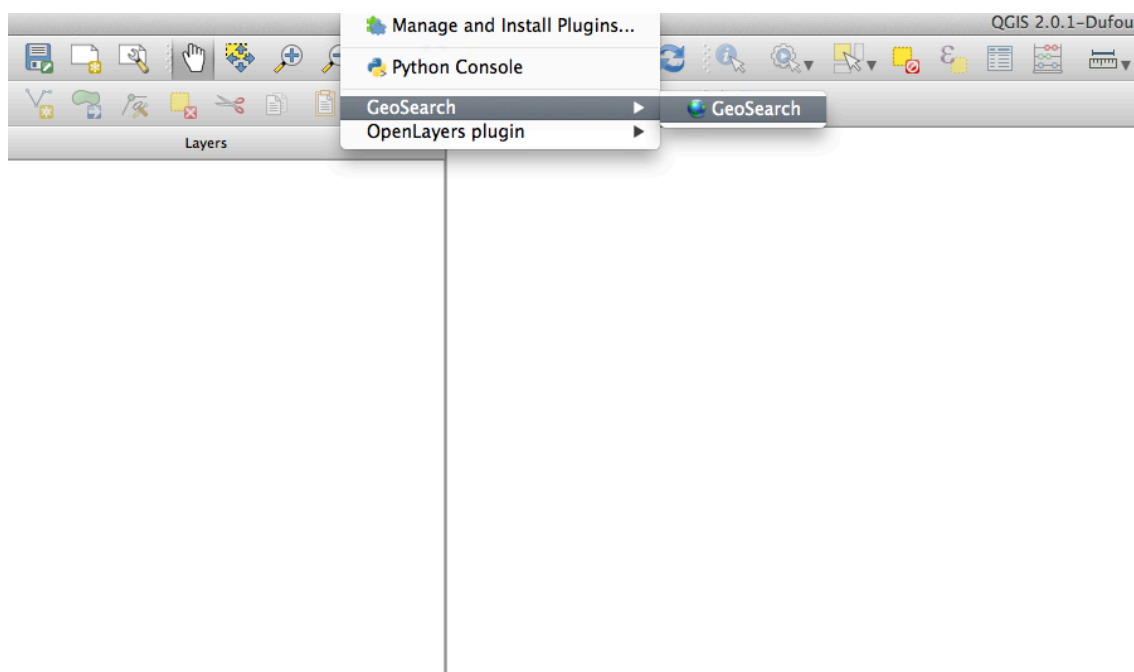 Manage and Install Plugins...
QGIS 2.0.1-Dufou
Python Console
GeoSearch
GeoSearch
OpenLayers plugin
Layers